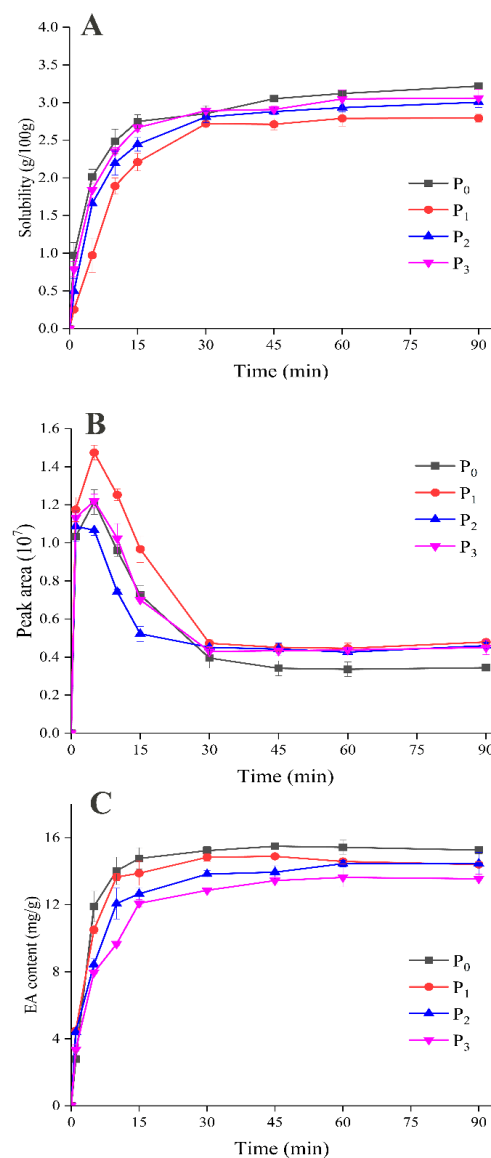 A
Solubility (g/100g)
4.0
3.5
3.0
2.5
2.0
1.5
1.0
0.5
0.0
P₀
P₁
P₂
P₃
0 15 30 45 60 75 90
Time (min)
B
Peak area (10⁷)
1.6
1.4
1.2
1.0
0.8
0.6
0.4
0.2
0.0
P₀
P₁
P₂
P₃
0 15 30 45 60 75 90
Time (min)
C
EA content (mg/g)
16
12
8
4
0
P₀
P₁
P₂
P₃
0 15 30 45 60 75 90
Time (min)